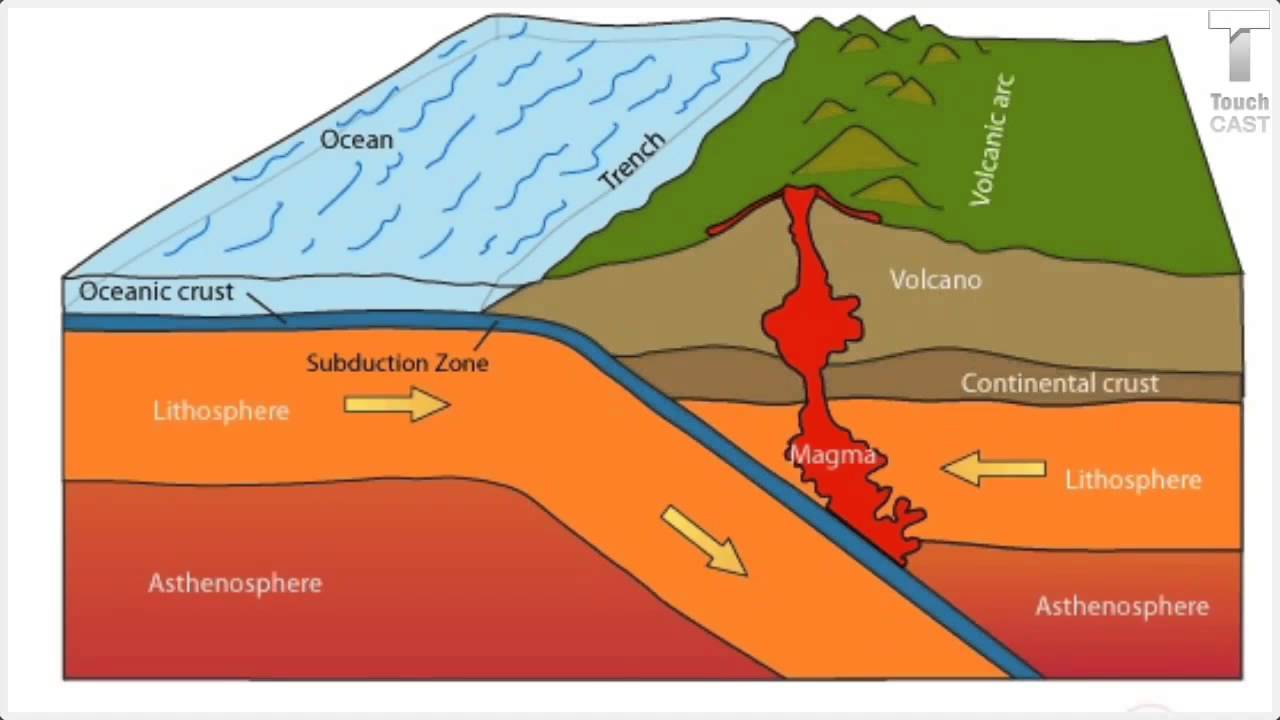 T
Touch
CAST
Ocean
Trench
Volcanic arc
Oceanic crust
Volcano
Subduction Zone
Continental crust
Lithosphere
Magma
Lithosphere
Asthenosphere
Asthenosphere